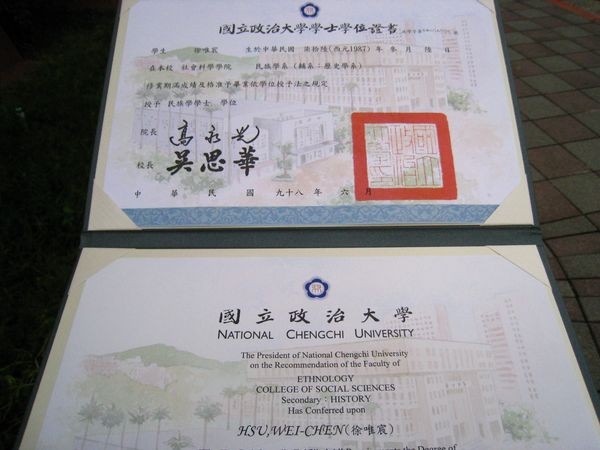 國立政治大學學士學位證書
學生 徐唯宸 生於中華民國 柒拾陸(西元1987)年 參月 陸日
在本校 社會科學學院 民族學系(輔系:歷史學系)
修業期滿成績及格准予畢業依學位授予法之規定
授予 民族學學士 學位
院長 高永光
校長 吳思華
中華民國 九十八年 六月
國立政治大學
NATIONAL CHENGCHI UNIVERSITY
The President of National Chengchi University
on the Recommendation of the Faculty of
ETHNOLOGY
COLLEGE OF SOCIAL SCIENCES
Secondary:HISTORY
Has Conferred upon
HSU,WEI-CHEN(徐唯宸)
the Degree of